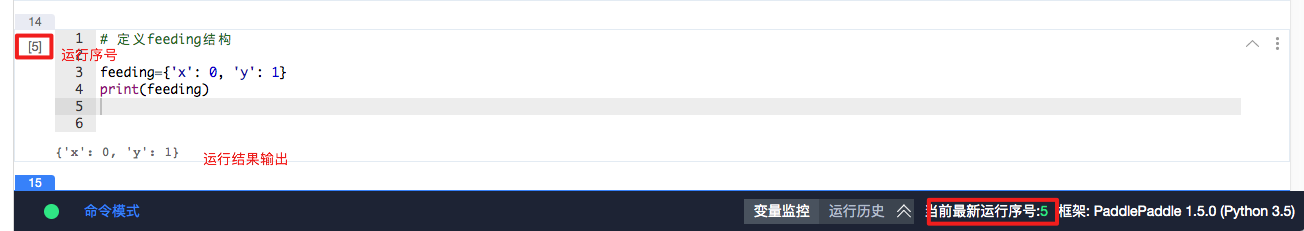 14
[5]
运行序号
1 # 定义feeding结构
2
3 feeding={'x': 0, 'y': 1}
4 print(feeding)
5
6
{'x': 0, 'y': 1}
运行结果输出
15
命令模式 变量监控 运行历史 当前最新运行序号:5 框架: PaddlePaddle 1.5.0 (Python 3.5)